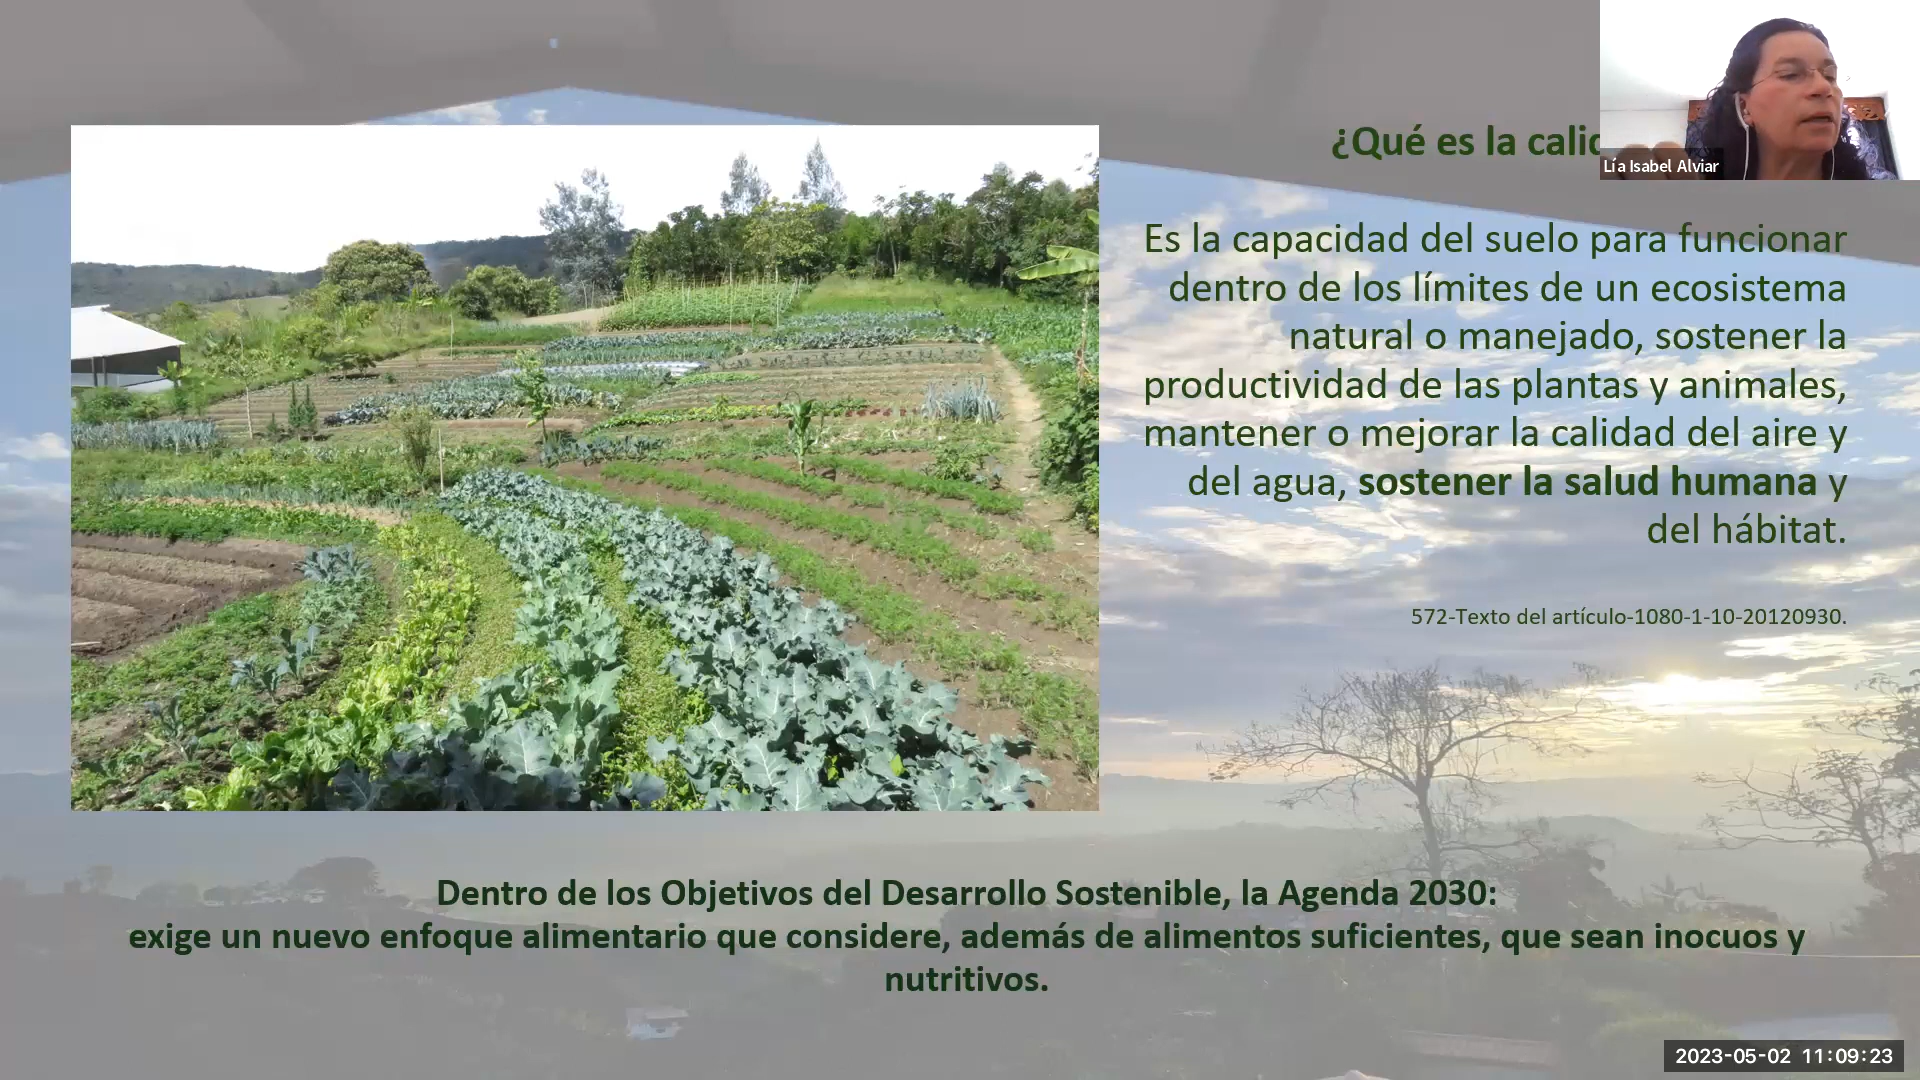 ¿Qué es la calid
Lía Isabel Alviar
Es la capacidad del suelo para funcionar
dentro de los límites de un ecosistema
natural o manejado, sostener la
productividad de las plantas y animales,
mantener o mejorar la calidad del aire y
del agua, sostener la salud humana y
del hábitat.
572-Texto del artículo-1080-1-10-20120930.
Dentro de los Objetivos del Desarrollo Sostenible, la Agenda 2030:
exige un nuevo enfoque alimentario que considere, además de alimentos suficientes, que sean inocuos y
nutritivos.
2023-05-02 11:09:23